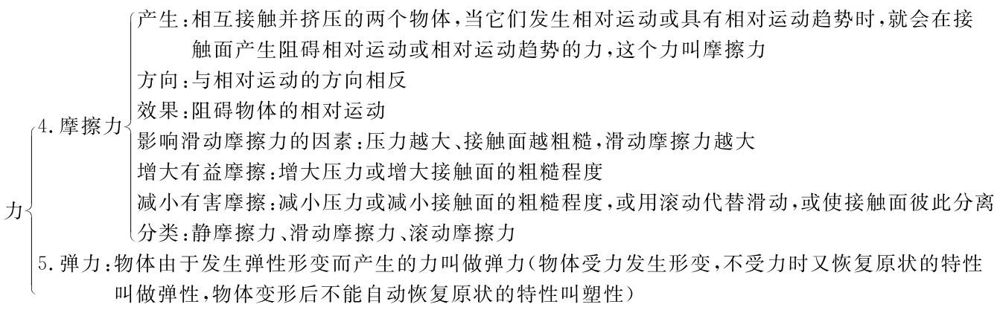 产生:相互接触并挤压的两个物体,当它们发生相对运动或具有相对运动趋势时,就会在接
触面产生阻碍相对运动或相对运动趋势的力,这个力叫摩擦力
方向:与相对运动的方向相反
效果:阻碍物体的相对运动
4. 摩擦力
影响滑动摩擦力的因素:压力越大、接触面越粗糙,滑动摩擦力越大
增大有益摩擦:增大压力或增大接触面的粗糙程度
力
减小有害摩擦:减小压力或减小接触面的粗糙程度,或用滚动代替滑动,或使接触面彼此分离
分类:静摩擦力、滑动摩擦力、滚动摩擦力
5. 弹力:物体由于发生弹性形变而产生的力叫做弹力(物体受力发生形变,不受力时又恢复原状的特性
叫做弹性,物体变形后不能自动恢复原状的特性叫塑性)